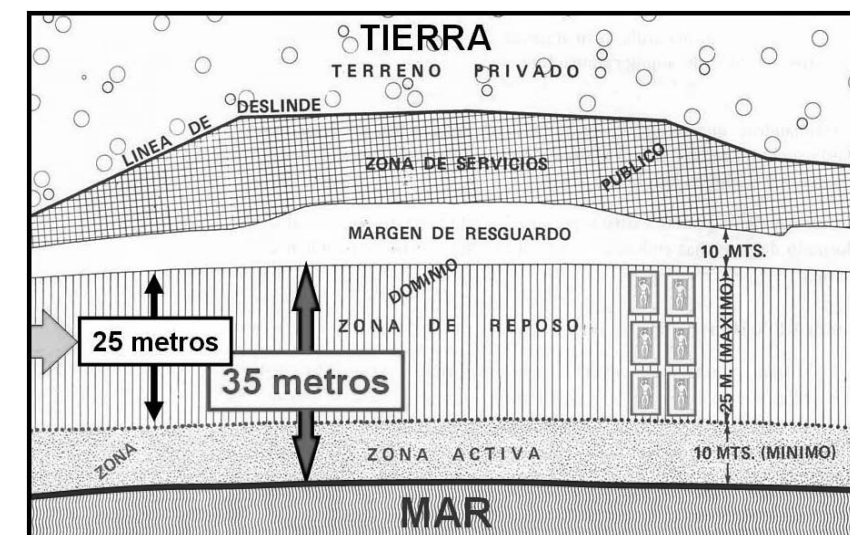 TIERRA
TERRENO PRIVADO
LINEA DE DESLINDE
ZONA DE SERVICIOS
PUBLICO
MARGEN DE RESGUARDO
10 MTS.
DOMINIO
ZONA DE REPOSO
25 metros
35 metros
25 M. (MAXIMO)
ZONA
ZONA ACTIVA
10 MTS. (MINIMO)
MAR